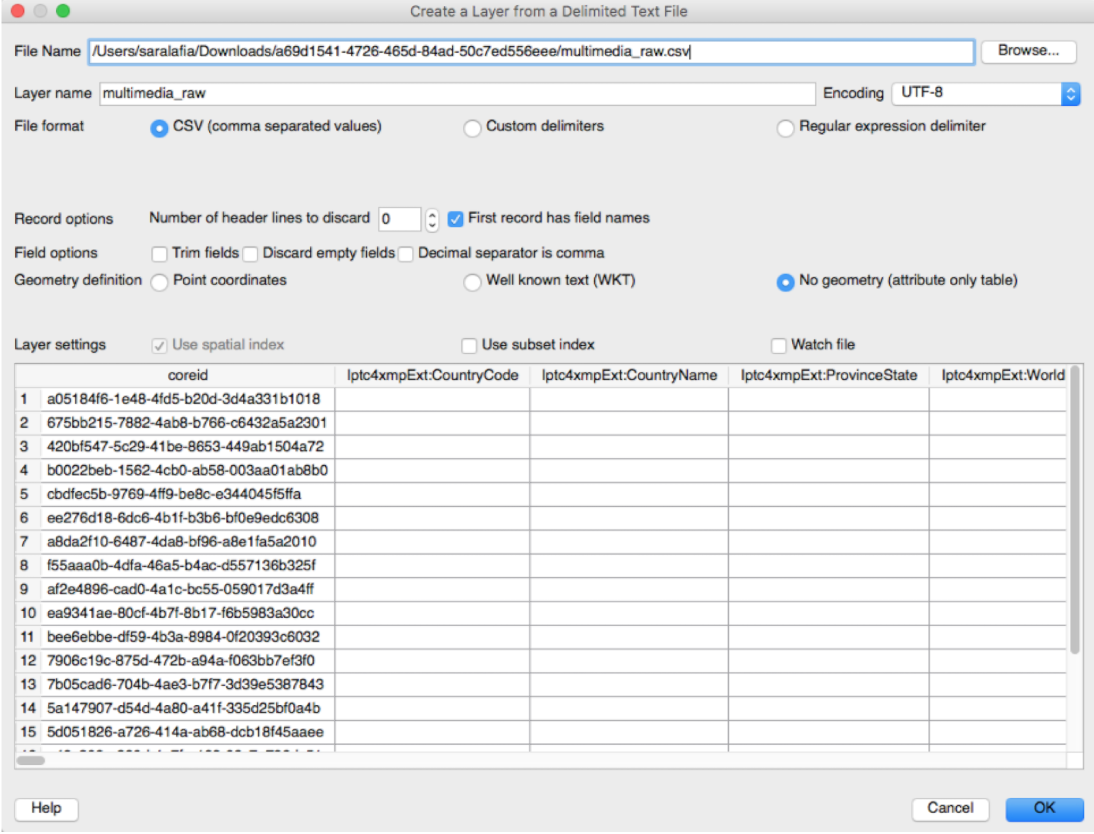 Create a Layer from a Delimited Text File
File Name /Users/saralafia/Downloads/a69d1541-4726-465d-84ad-50c7ed556eee/multimedia_raw.csv Browse...
Layer name multimedia_raw Encoding UTF-8
File format CSV (comma separated values) Custom delimiters Regular expression delimiter
Record options Number of header lines to discard 0 First record has field names
Field options Trim fields Discard empty fields Decimal separator is comma
Geometry definition Point coordinates Well known text (WKT) No geometry (attribute only table)
Layer settings Use spatial index Use subset index Watch file
coreid Iptc4xmpExt:CountryCode Iptc4xmpExt:CountryName Iptc4xmpExt:ProvinceState Iptc4xmpExt:World
1 a05184f6-1e48-4fd5-b20d-3d4a331b1018
2 675bb215-7882-4ab8-b766-c6432a5a2301
3 420bf547-5c29-41be-8653-449ab1504a72
4 b0022beb-1562-4cb0-ab58-003aa01ab8b0
5 cbdfec5b-9769-4ff9-be8c-e344045f5ffa
6 ee276d18-6dc6-4b1f-b3b6-bf0e9edc6308
7 a8da2f10-6487-4da8-bf96-a8e1fa5a2010
8 f55aaa0b-4dfa-46a5-b4ac-d557136b325f
9 af2e4896-cad0-4a1c-bc55-059017d3a4ff
10 ea9341ae-80cf-4b7f-8b17-f6b5983a30cc
11 bee6ebbe-df59-4b3a-8984-0f20393c6032
12 7906c19c-875d-472b-a94a-f063bb7ef3f0
13 7b05cad6-704b-4ae3-b7f7-3d39e5387843
14 5a147907-d54d-4a80-a41f-335d25bf0a4b
15 5d051826-a726-414a-ab68-dcb18f45aaee
Help Cancel OK